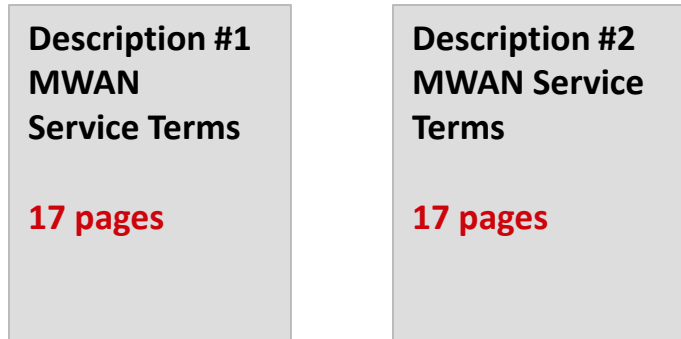 Description #1
MWAN
Service Terms
17 pages
Description #2
MWAN Service
Terms
17 pages